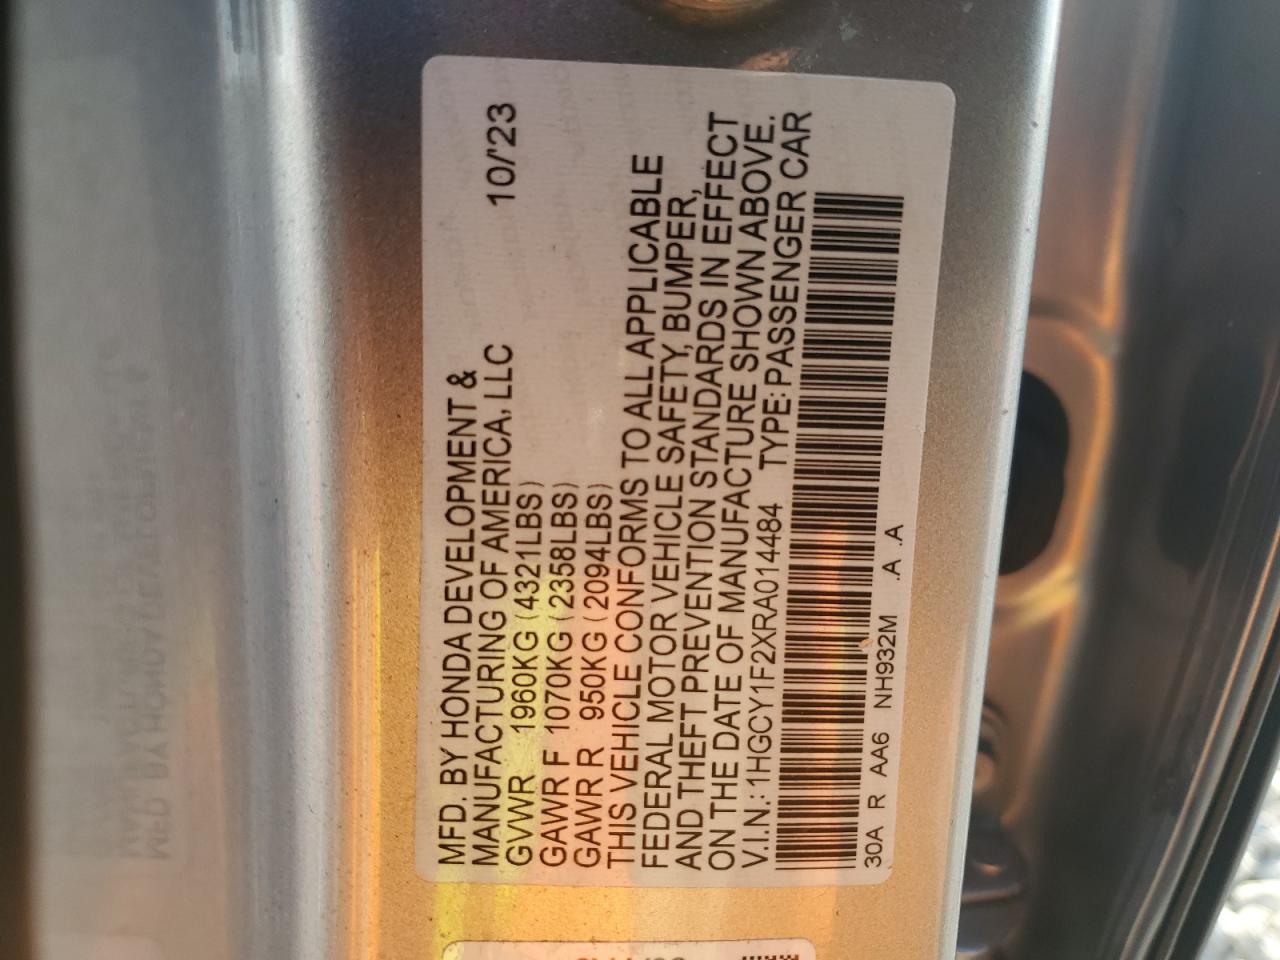 MFD. BY HONDA DEVELOPMENT &
MANUFACTURING OF AMERICA, LLC 10/'23
GVWR 1960KG (4321LBS)
GAWR F 1070KG (2358LBS)
GAWR R 950KG (2094LBS)
THIS VEHICLE CONFORMS TO ALL APPLICABLE
FEDERAL MOTOR VEHICLE SAFETY, BUMPER,
AND THEFT PREVENTION STANDARDS IN EFFECT
ON THE DATE OF MANUFACTURE SHOWN ABOVE.
V.I.N.: 1HGCY1F2XRA014484 TYPE: PASSENGER CAR
30A R AA6 NH932M .A .A